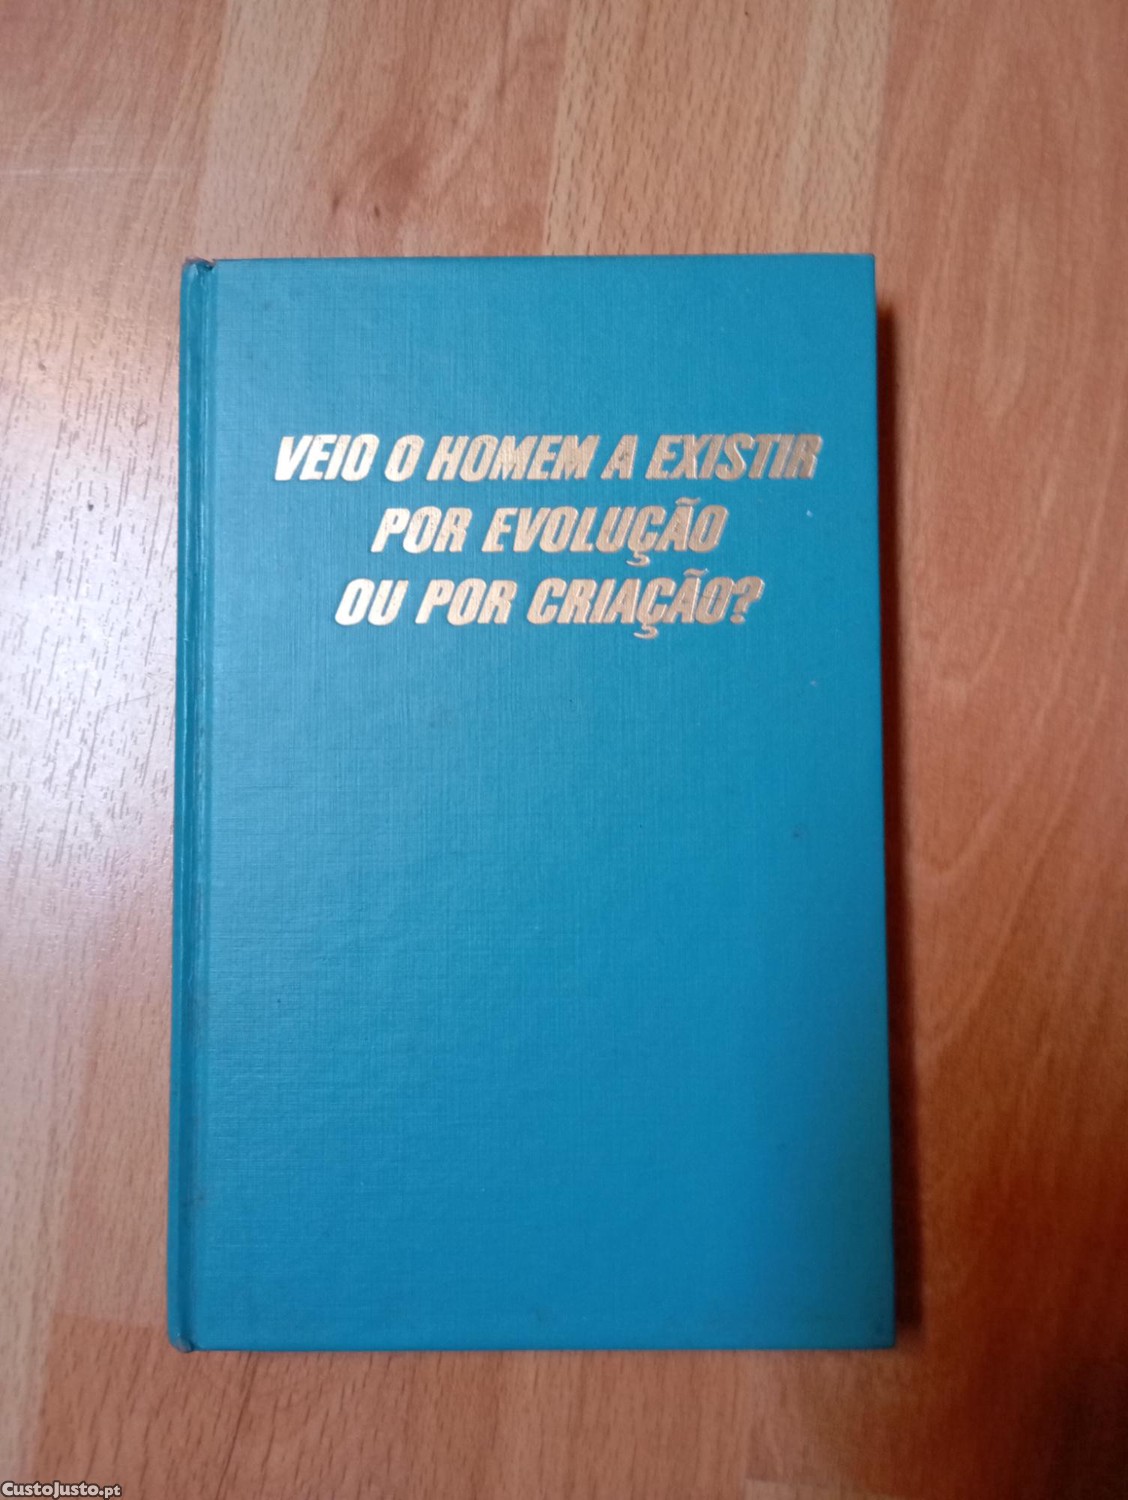 VEIO O HOMEM A EXISTIR
POR EVOLUÇÃO
OU POR CRIAÇÃO?
CustoJusto.pt